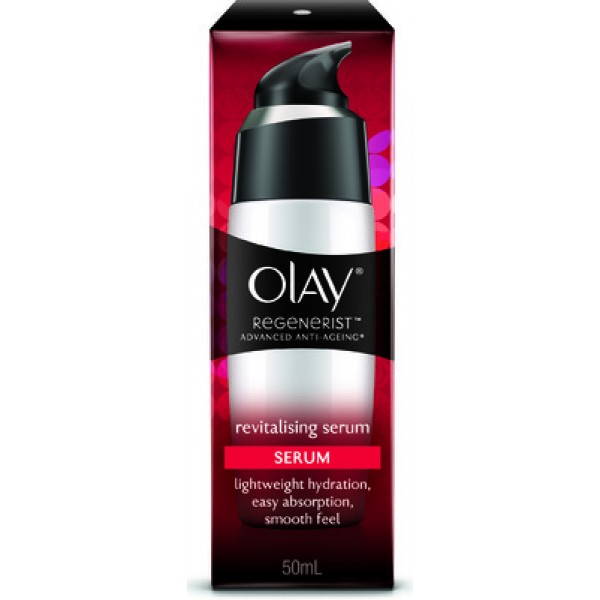 OLAY®
REGENERIST™
ADVANCED ANTI-AGEING*
revitalising serum
SERUM
lightweight hydration,
easy absorption,
smooth feel
50mL